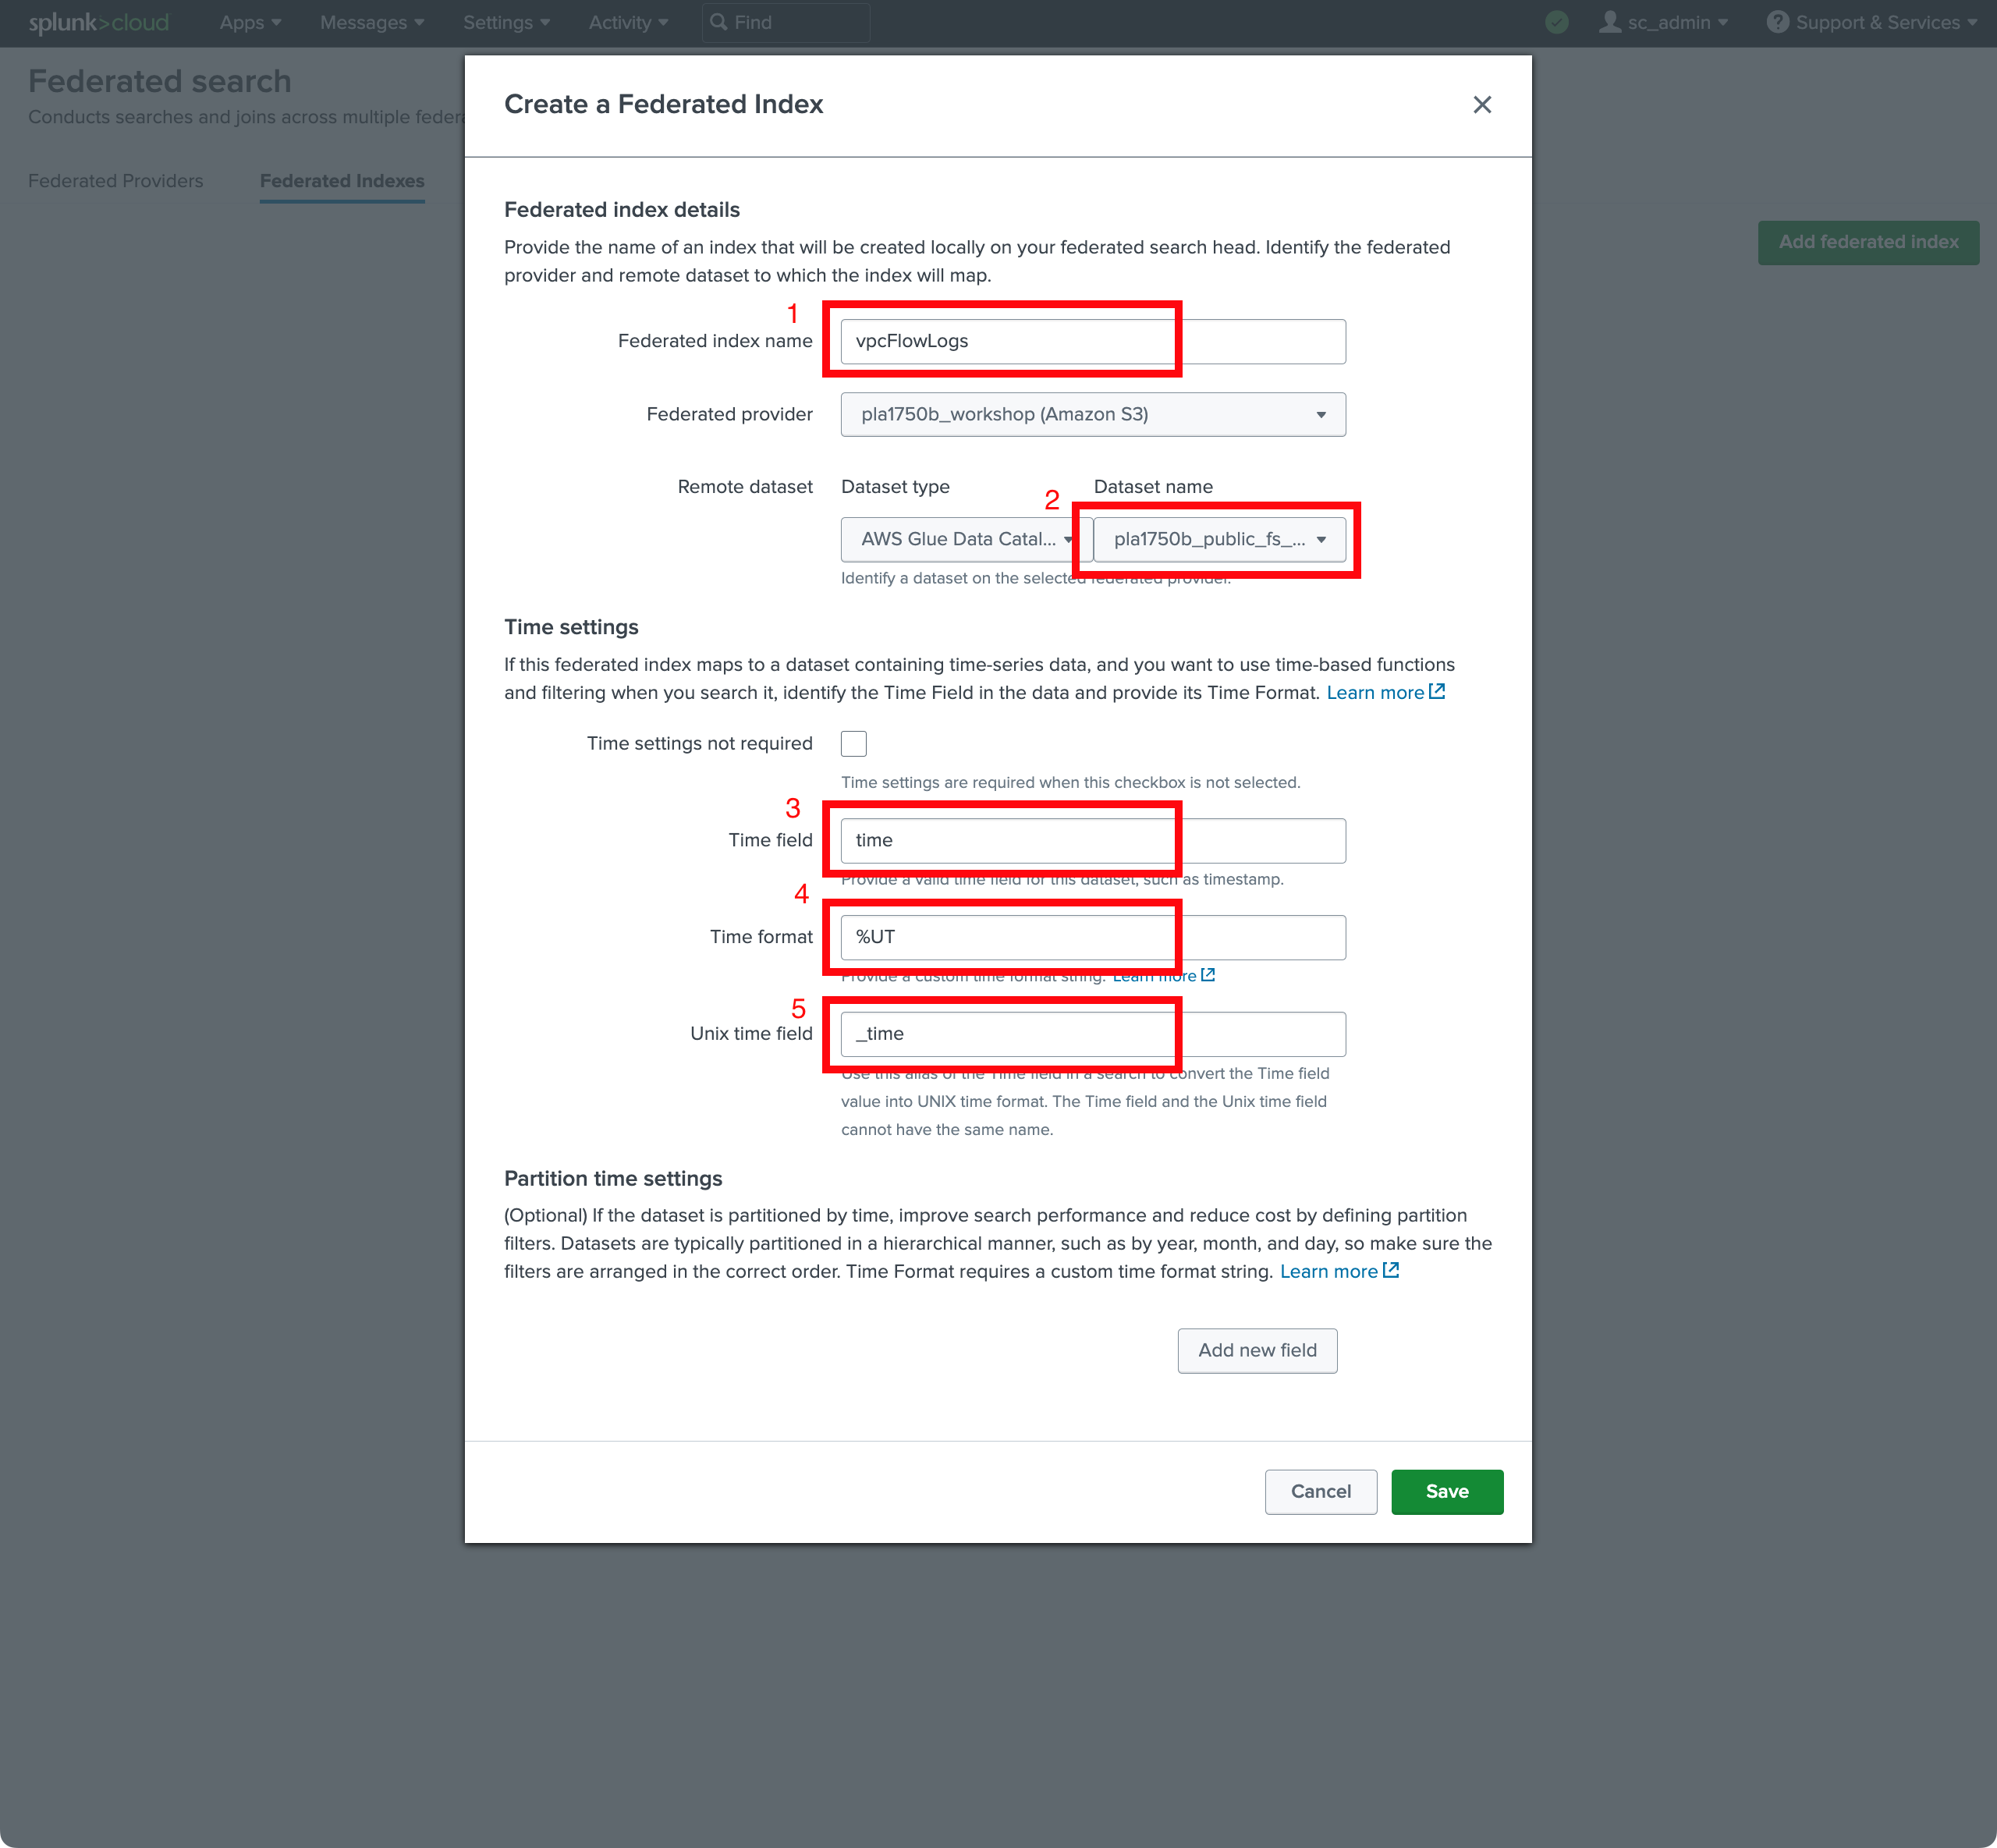 splunk>cloud Apps Messages Settings Activity Find sc_admin Support & Services
Federated search
Conducts searches and joins across multiple federa
Federated Providers Federated Indexes
Add federated index
Create a Federated Index
Federated index details
Provide the name of an index that will be created locally on your federated search head. Identify the federated
provider and remote dataset to which the index will map.
1
Federated index name vpcFlowLogs
Federated provider pla1750b_workshop (Amazon S3)
Remote dataset Dataset type Dataset name
2
AWS Glue Data Catal... pla1750b_public_fs_...
Identify a dataset on the selected federated provider.
Time settings
If this federated index maps to a dataset containing time-series data, and you want to use time-based functions
and filtering when you search it, identify the Time Field in the data and provide its Time Format. Learn more
Time settings not required
Time settings are required when this checkbox is not selected.
3
Time field time
Provide a valid time field for this dataset, such as timestamp.
4
Time format %UT
Provide a custom time format string. Learn more
5
Unix time field _time
Use this alias of the Time field in a search to convert the Time field
value into UNIX time format. The Time field and the Unix time field
cannot have the same name.
Partition time settings
(Optional) If the dataset is partitioned by time, improve search performance and reduce cost by defining partition
filters. Datasets are typically partitioned in a hierarchical manner, such as by year, month, and day, so make sure the
filters are arranged in the correct order. Time Format requires a custom time format string. Learn more
Add new field
Cancel Save